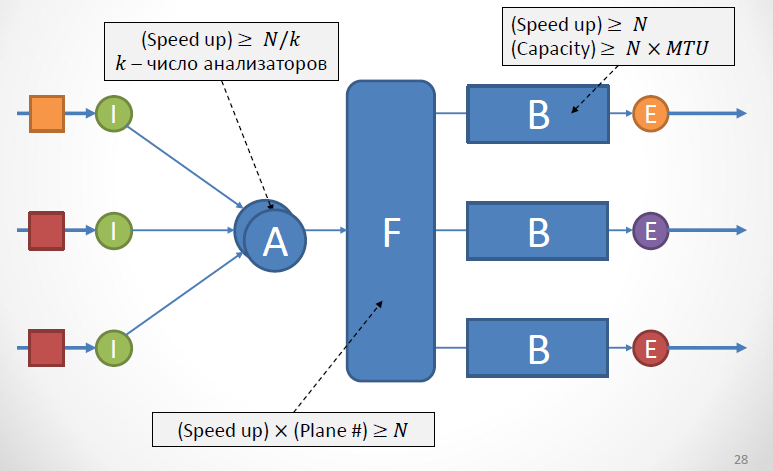 (Speed up) ≥ N/k
k – число анализаторов
(Speed up) ≥ N
(Capacity) ≥ N × MTU
I
B
E
I
A
F
B
E
I
B
E
(Speed up) × (Plane #) ≥ N
28